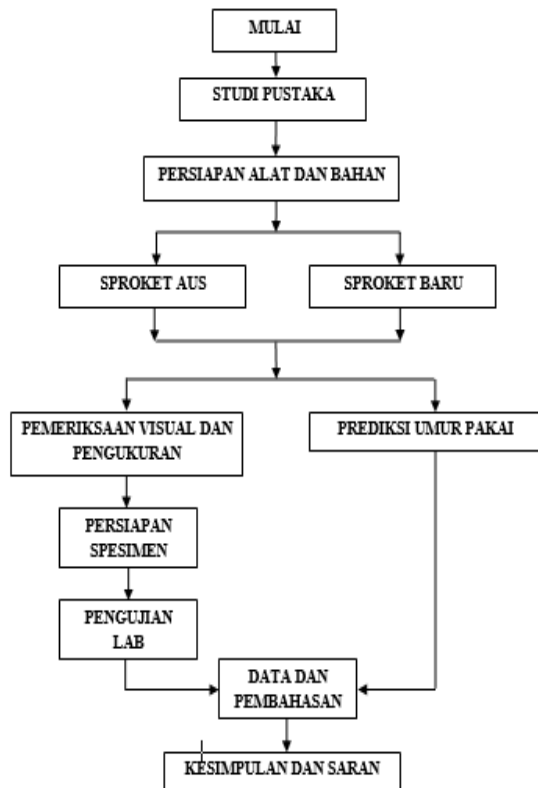 MULAI
STUDI PUSTAKA
PERSIAPAN ALAT DAN BAHAN
SPROKET AUS
SPROKET BARU
PEMERIKSAAN VISUAL DAN
PENGUKURAN
PREDIKSI UMUR PAKAI
PERSIAPAN
SPESIMEN
PENGUJIAN
LAB
DATA DAN
PEMBAHASAN
KESIMPULAN DAN SARAN